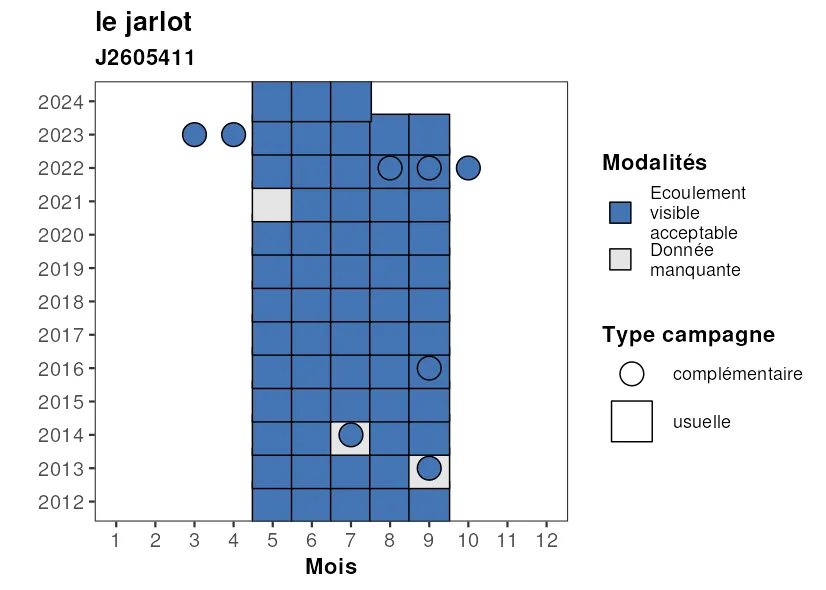 le jarlot
J2605411
2024
2023
2022
2021
2020
2019
2018
2017
2016
2015
2014
2013
2012
1 2 3 4 5 6 7 8 9 10 11 12
Mois
Modalités
Ecoulement
visible
acceptable
Donnée
manquante
Type campagne
complémentaire
usuelle